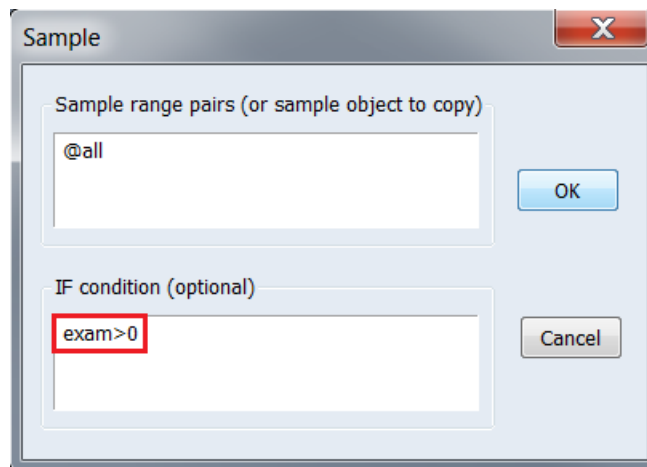 Sample
Sample range pairs (or sample object to copy)
@all
OK
IF condition (optional)
exam>0
Cancel